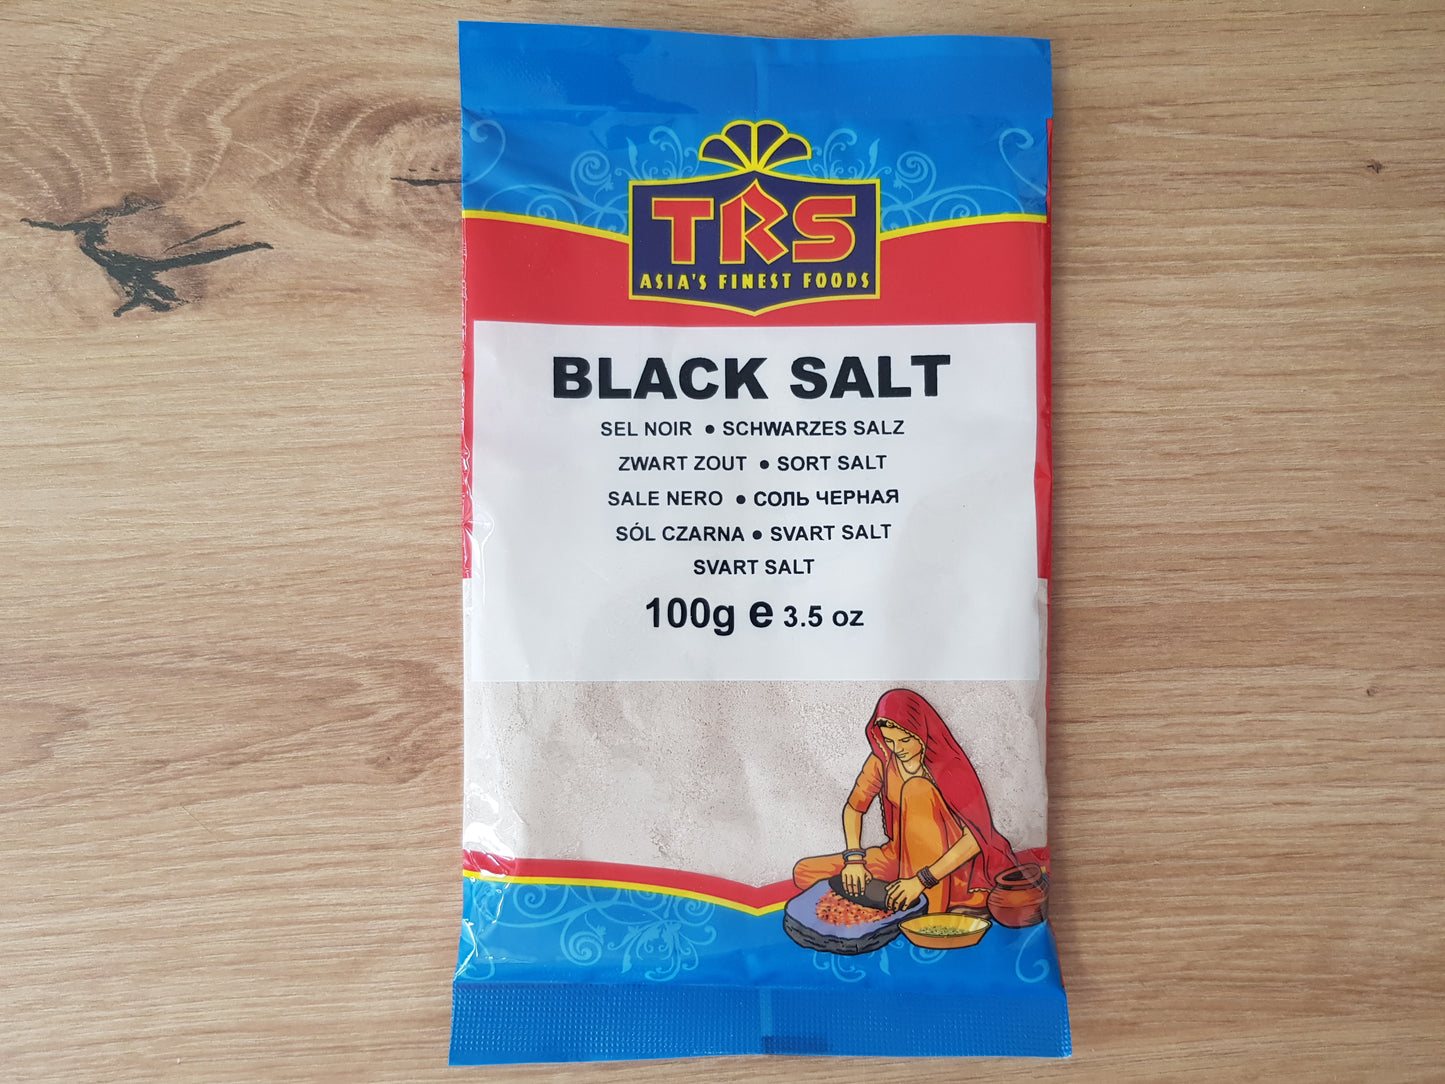 TRS
ASIA'S FINEST FOODS
BLACK SALT
SEL NOIR • SCHWARZES SALZ
ZWART ZOUT • SORT SALT
SALE NERO • СОЛЬ ЧЕРНАЯ
SÓL CZARNA • SVART SALT
SVART SALT
100g e 3.5 oz